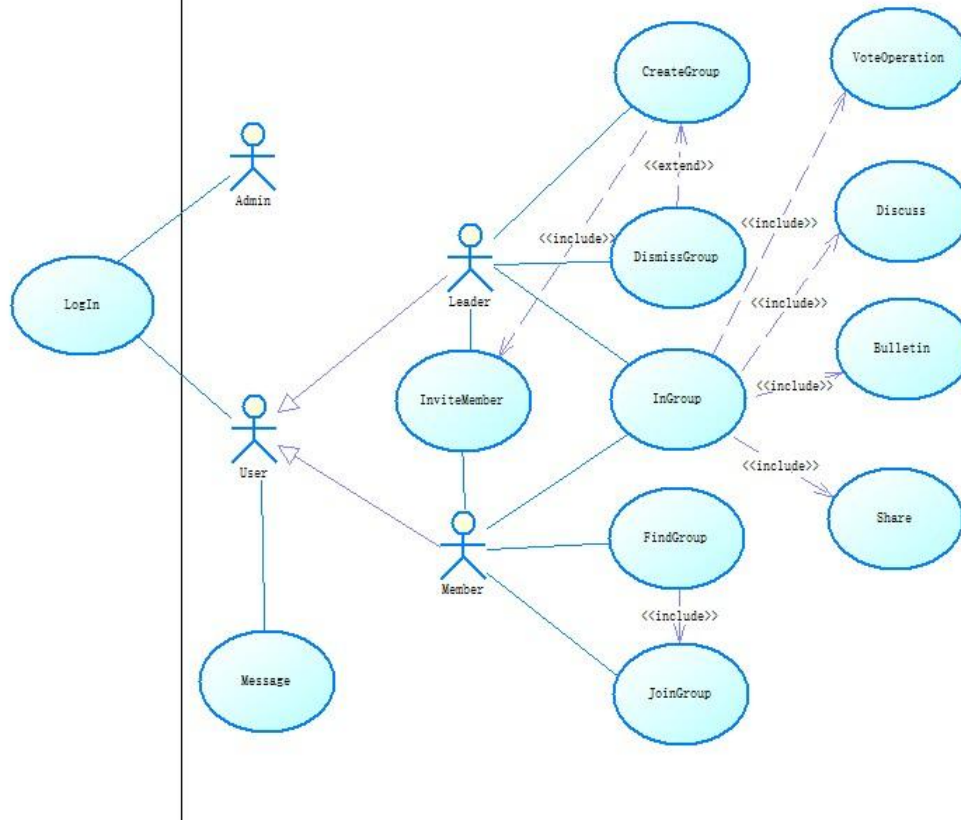 VoteOperation
CreateGroup
<<extend>>
Admin
Discuss
<<include>>
<<include>>
DismissGroup
LogIn
Leader
<<include>>
Bulletin
<<include>>
InviteMember
InGroup
User
<<include>>
Share
FindGroup
Member
<<include>>
Message
JoinGroup